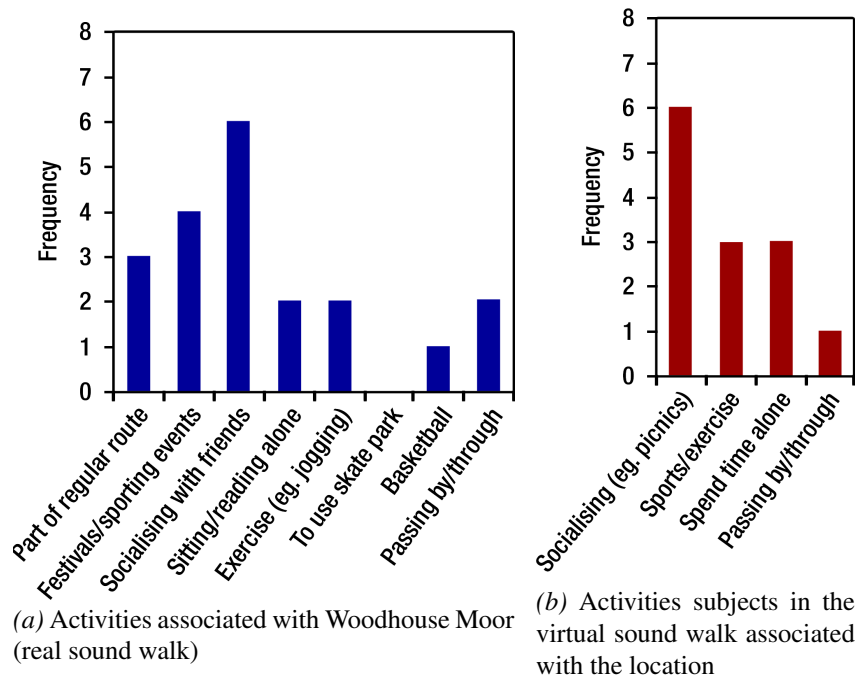 8
7
6
5
4
3
2
1
0
Frequency
Part of regular route
Festivals/sporting events
Socialising with friends
Sitting/reading alone
Exercise (eg. jogging)
To use skate park
Basketball
Passing by/through
(a) Activities associated with Woodhouse Moor
(real sound walk)
8
7
6
5
4
3
2
1
0
Frequency
Socialising (eg. picnics)
Sports/exercise
Spend time alone
Passing by/through
(b) Activities subjects in the
virtual sound walk associated
with the location